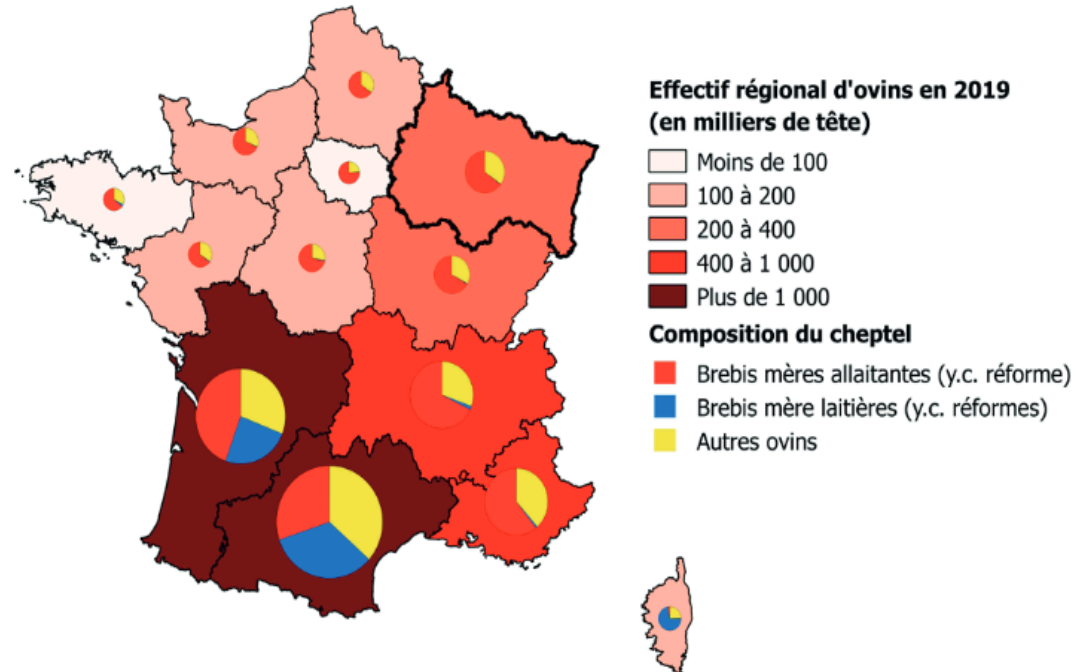 Effectif régional d'ovins en 2019
(en milliers de tête)
Moins de 100
100 à 200
200 à 400
400 à 1 000
Plus de 1 000
Composition du cheptel
Brebis mères allaitantes (y.c. réforme)
Brebis mère laitières (y.c. réformes)
Autres ovins